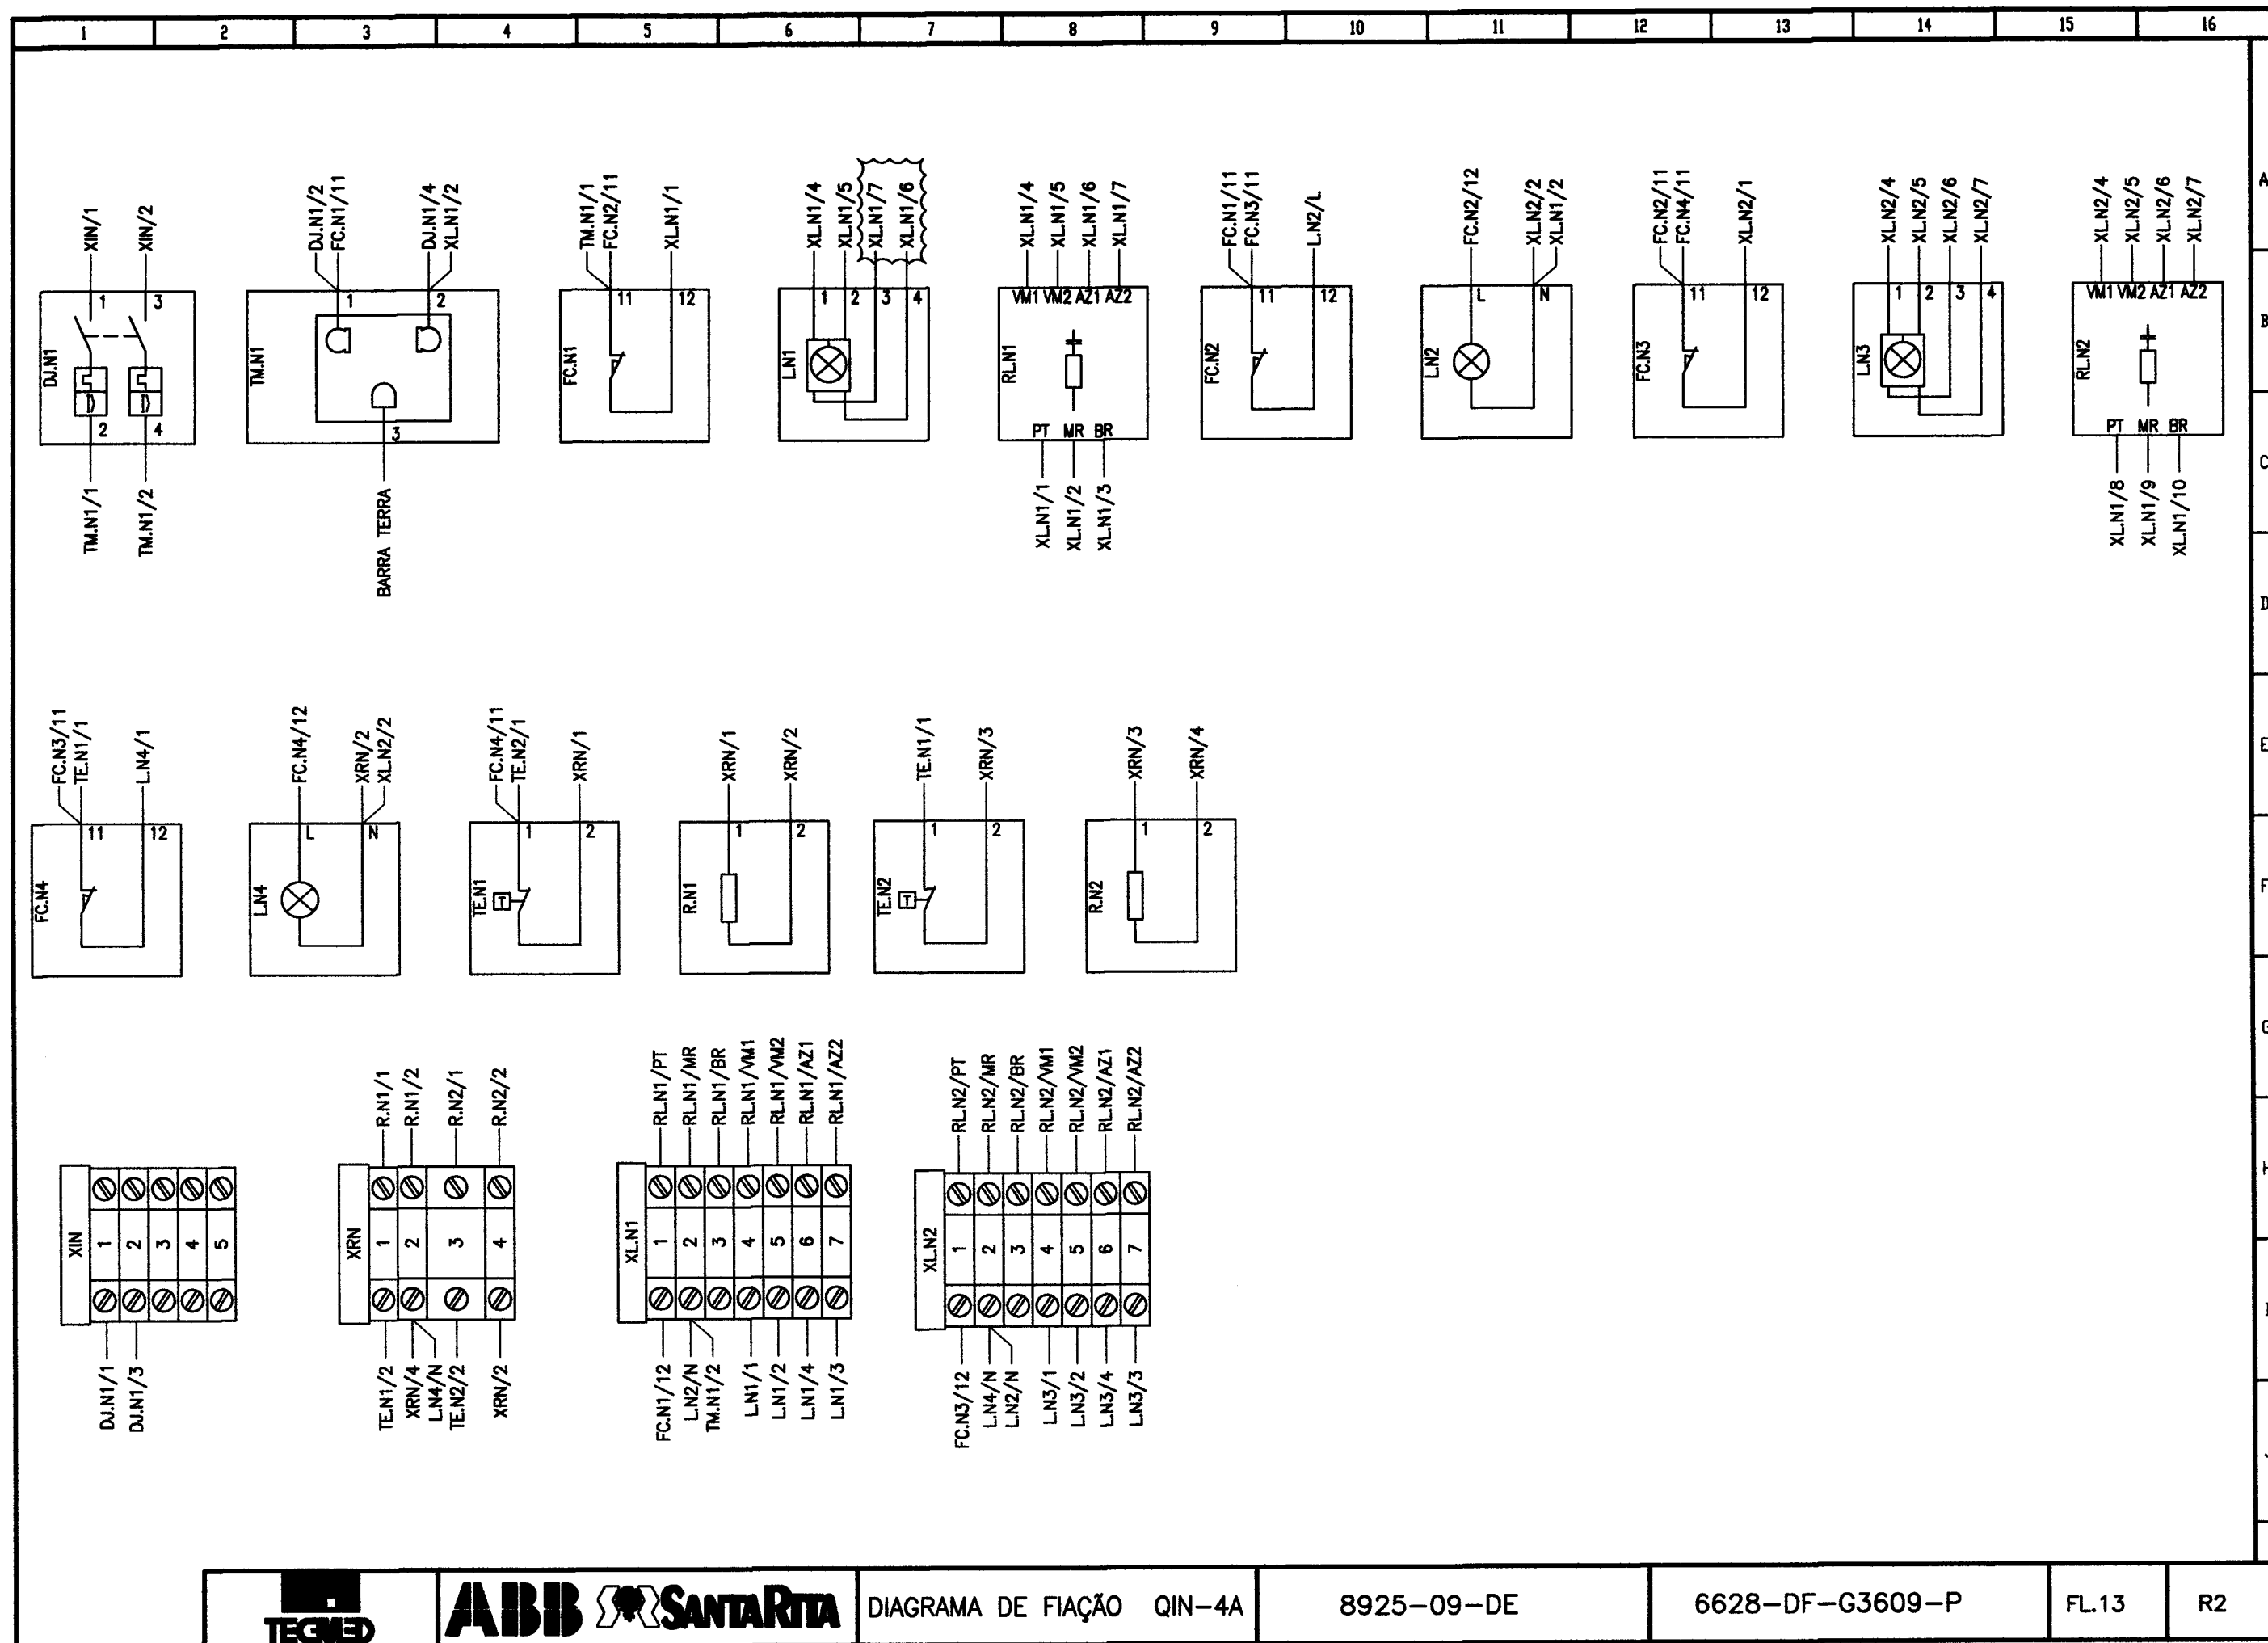 1 2 3 4 5 6 7 8 9 10 11 12 13 14 15 16
A
B
C
D
E
F
G
H
I
J
XIN/1
XIN/2
DJ.N1
1 3
2 4
TM.N1/1
TM.N1/2
DJ.N1/2
FC.N1/11
DJ.N1/4
XL.N1/2
TM.N1
1 2
3
BARRA TERRA
TM.N1/1
FC.N2/11
XL.N1/1
FC.N1
11 12
XL.N1/4
XL.N1/5
XL.N1/7
XL.N1/6
L.N1
1 2 3 4
XL.N1/4
XL.N1/5
XL.N1/6
XL.N1/7
RL.N1
VM1 VM2 AZ1 AZ2
PT MR BR
XL.N1/1
XL.N1/2
XL.N1/3
FC.N1/11
FC.N3/11
L.N2/L
FC.N2
11 12
FC.N2/12
XL.N2/2
XL.N1/2
L.N2
L N
FC.N2/11
FC.N4/11
XL.N2/1
FC.N3
11 12
XL.N2/4
XL.N2/5
XL.N2/6
XL.N2/7
L.N3
1 2 3 4
XL.N2/4
XL.N2/5
XL.N2/6
XL.N2/7
RL.N2
VM1 VM2 AZ1 AZ2
PT MR BR
XL.N1/8
XL.N1/9
XL.N1/10
FC.N3/11
TE.N1/1
L.N4/1
FC.N4
11 12
FC.N4/12
XRN/2
XL.N2/2
L.N4
L N
FC.N4/11
TE.N2/1
XRN/1
TE.N1
T
1 2
XRN/1
XRN/2
R.N1
1 2
TE.N1/1
XRN/3
TE.N2
T
1 2
XRN/3
XRN/4
R.N2
1 2
XIN
1 2 3 4 5
DJ.N1/1
DJ.N1/3
R.N1/1
R.N1/2
R.N2/1
R.N2/2
XRN
1 2 3 4
TE.N1/2
XRN/4
L.N4/N
TE.N2/2
XRN/2
RL.N1/PT
RL.N1/MR
RL.N1/BR
RL.N1/VM1
RL.N1/VM2
RL.N1/AZ1
RL.N1/AZ2
XL.N1
1 2 3 4 5 6 7
FC.N1/12
L.N2/N
TM.N1/2
L.N1/1
L.N1/2
L.N1/4
L.N1/3
RL.N2/PT
RL.N2/MR
RL.N2/BR
RL.N2/VM1
RL.N2/VM2
RL.N2/AZ1
RL.N2/AZ2
XL.N2
1 2 3 4 5 6 7
FC.N3/12
L.N4/N
L.N2/N
L.N3/1
L.N3/2
L.N3/4
L.N3/3
TECMED
ABB SANTARITA
DIAGRAMA DE FIAÇÃO QIN-4A
8925-09-DE
6628-DF-G3609-P
FL.13
R2